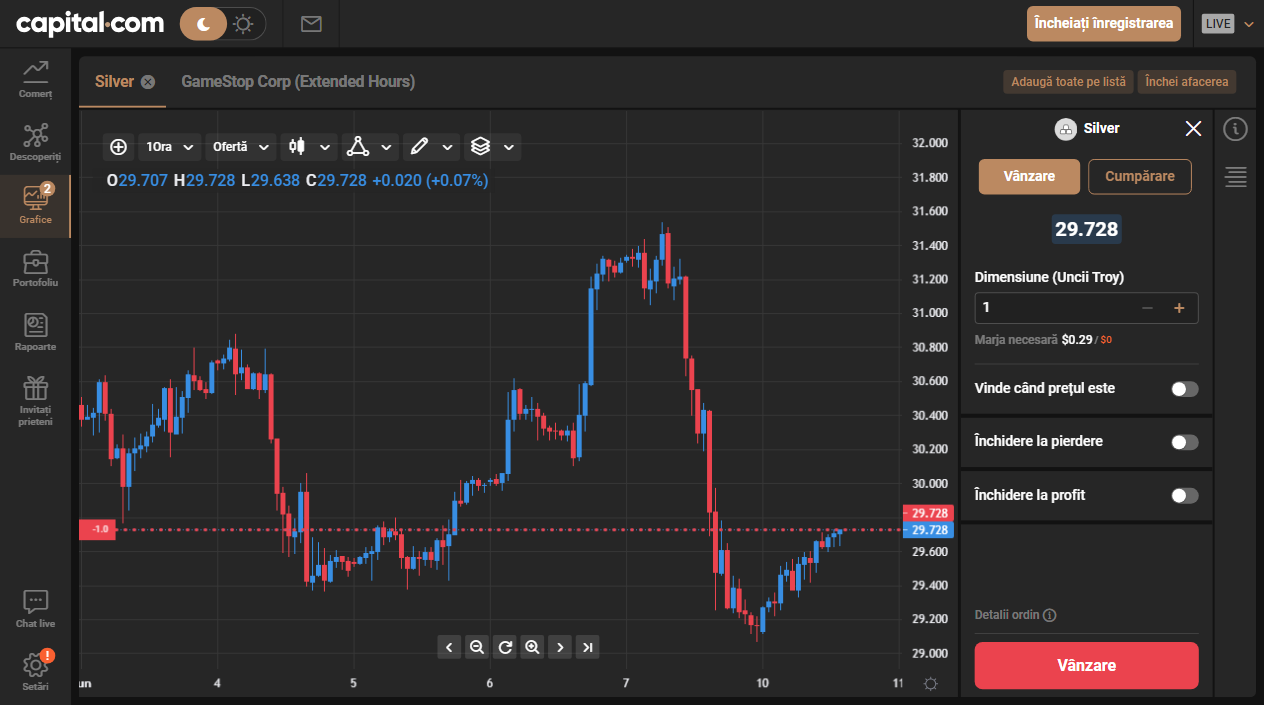 capital.com
Încheiați înregistrarea
LIVE
Comerț
Descoperiți
2
Grafice
Portofoliu
Rapoarte
Invitați
prieteni
Chat live
!
Setări
Silver
GameStop Corp (Extended Hours)
Adaugă toate pe listă
Închei afacerea
1Ora
Ofertă
O29.707 H29.728 L29.638 C29.728 +0.020 (+0.07%)
32.000
31.800
31.600
31.400
31.200
31.000
30.800
30.600
30.400
30.200
30.000
29.728
-1.0
29.728
29.600
29.400
29.200
29.000
un
4
5
6
7
10
11
Silver
Vânzare
Cumpărare
29.728
Dimensiune (Uncii Troy)
1
Marja necesară $0.29 / $0
Vinde când prețul este
Închidere la pierdere
Închidere la profit
Detalii ordin
Vânzare